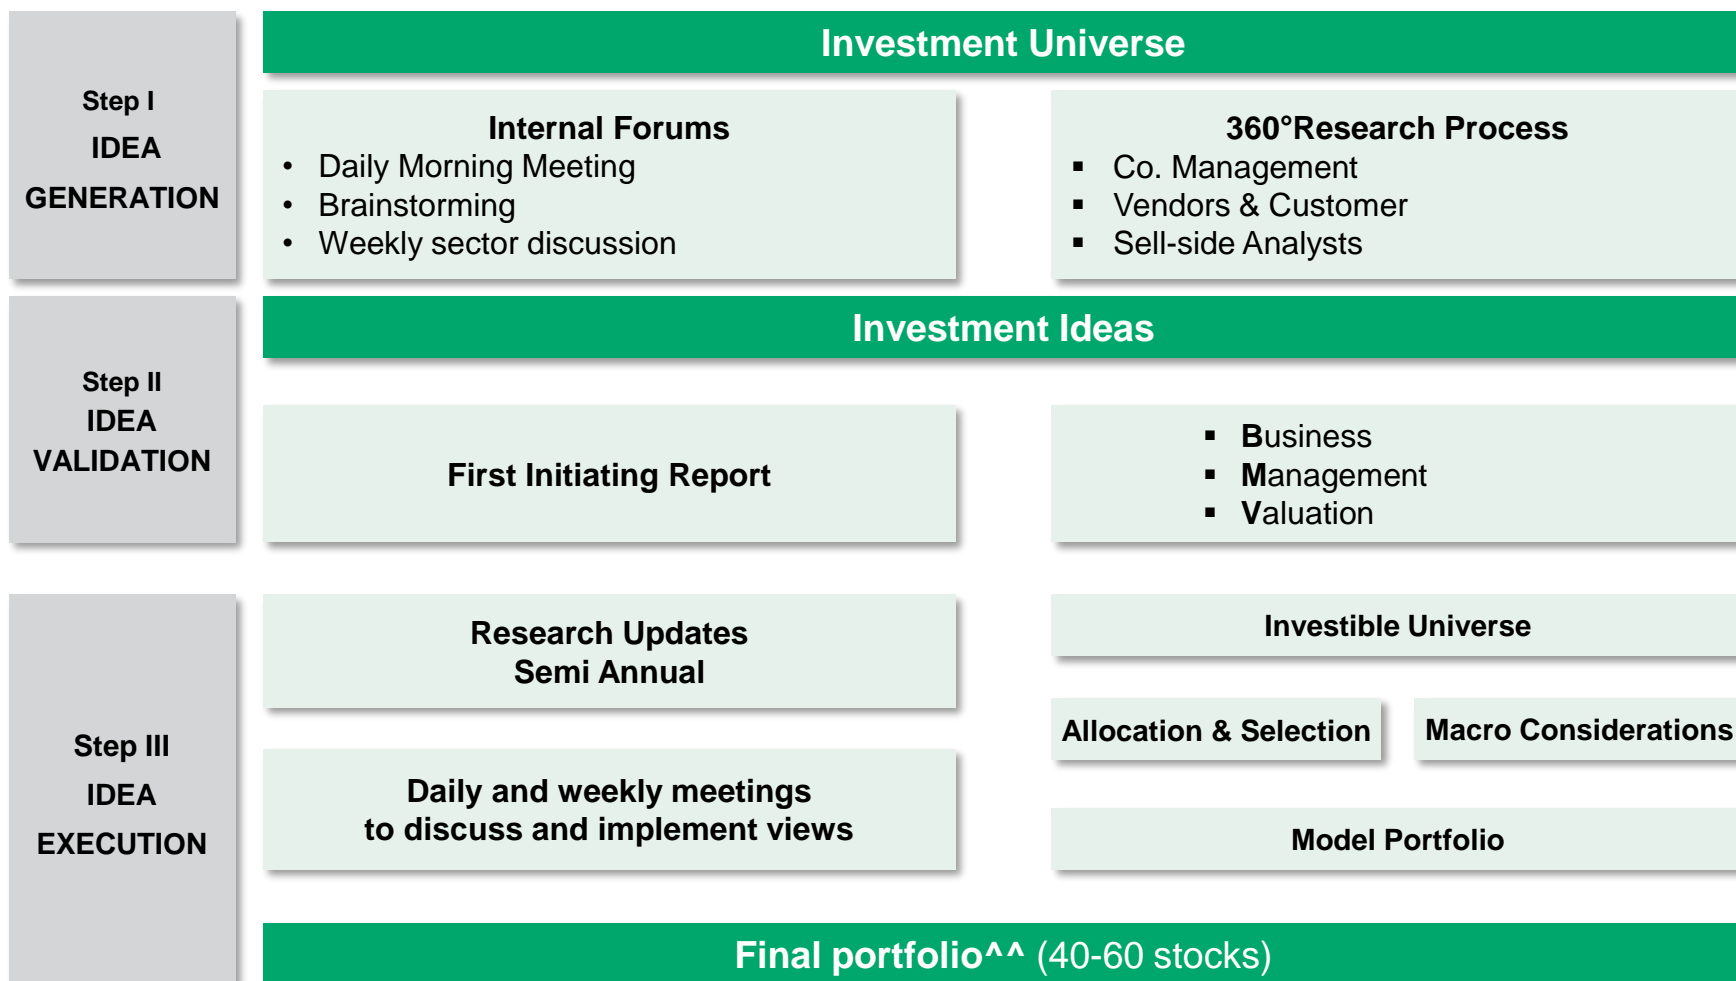 Investment Universe
Step I
IDEA
GENERATION
Internal Forums
• Daily Morning Meeting
• Brainstorming
• Weekly sector discussion
360°Research Process
▪ Co. Management
▪ Vendors & Customer
▪ Sell-side Analysts
Investment Ideas
Step II
IDEA
VALIDATION
First Initiating Report
▪ Business
▪ Management
▪ Valuation
Step III
IDEA
EXECUTION
Research Updates
Semi Annual
Daily and weekly meetings
to discuss and implement views
Investible Universe
Allocation & Selection
Macro Considerations
Model Portfolio
Final portfolio^^ (40-60 stocks)